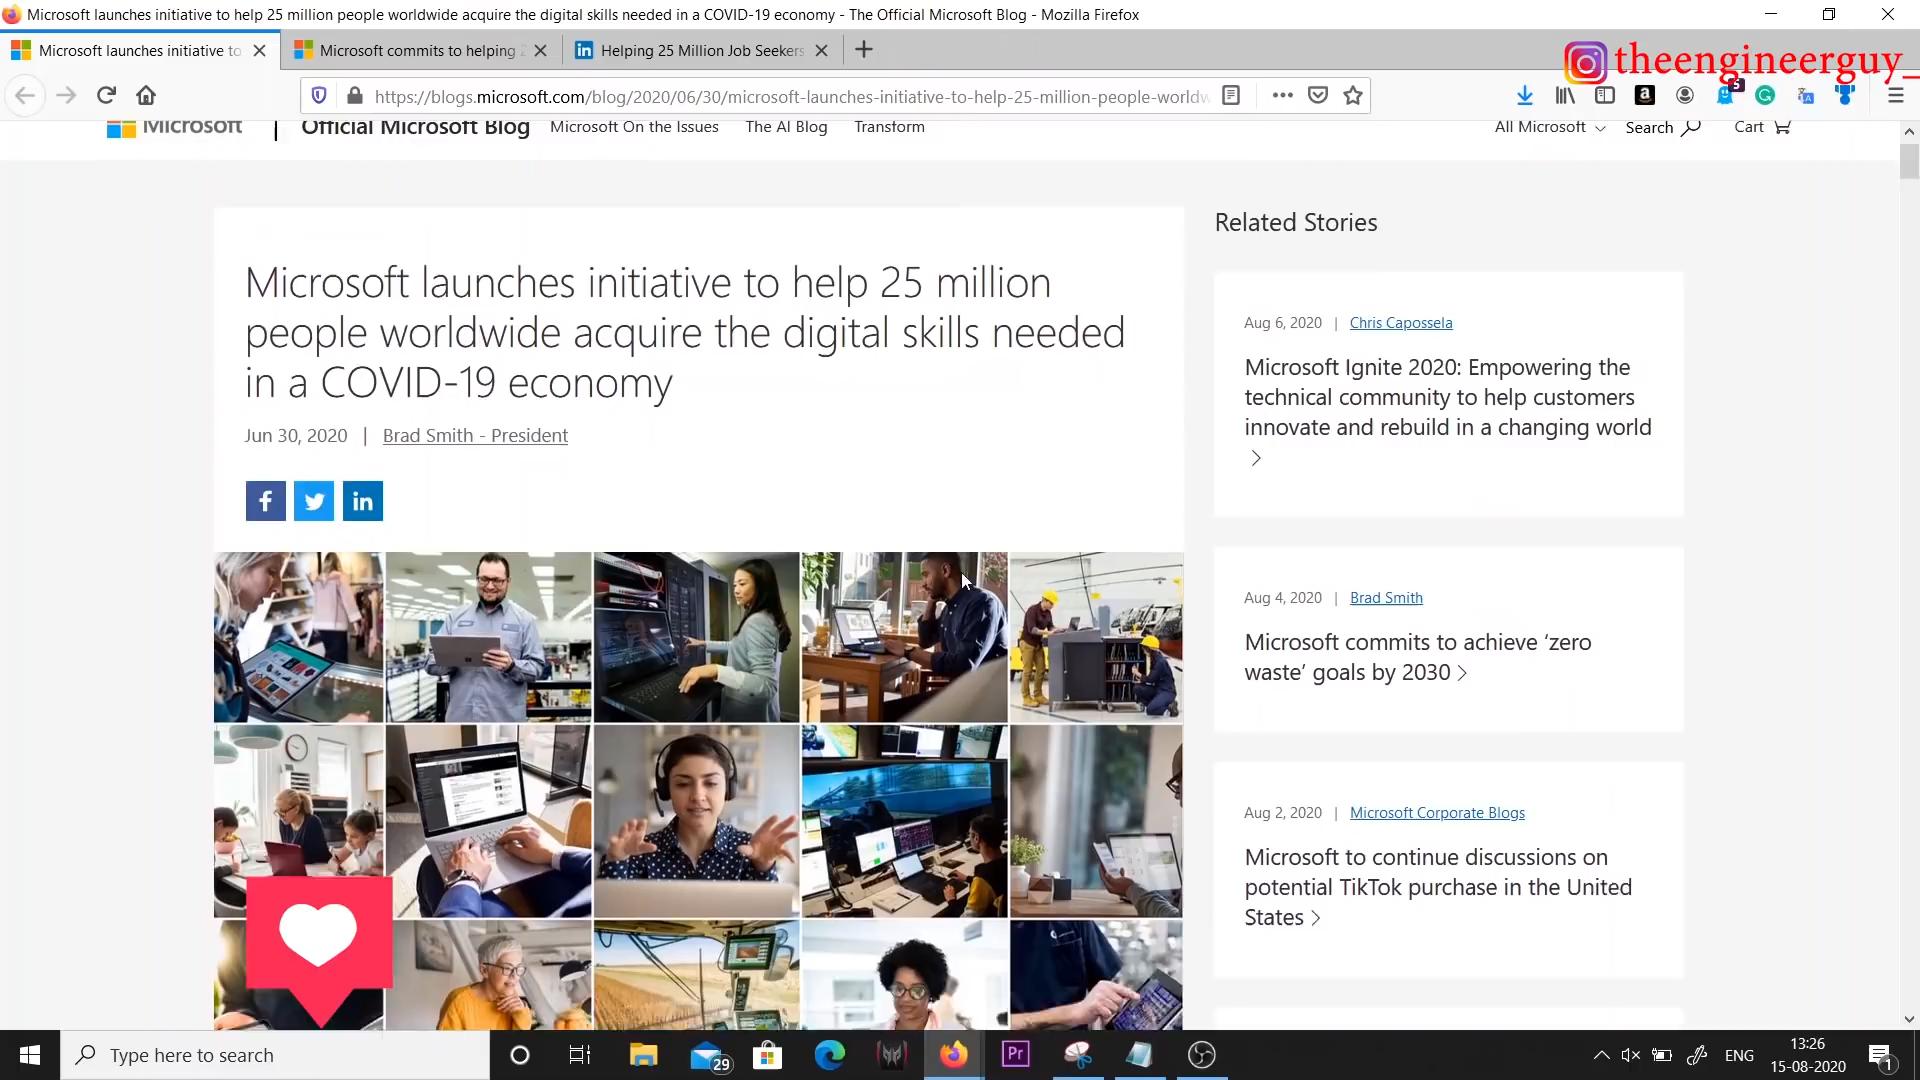 Microsoft launches initiative to help 25 million people worldwide acquire the digital skills needed in a COVID-19 economy - The Official Microsoft Blog - Mozilla Firefox
Microsoft launches initiative to
Microsoft commits to helping
Helping 25 Million Job Seekers
theengineerguy_
https://blogs.microsoft.com/blog/2020/06/30/microsoft-launches-initiative-to-help-25-million-people-worldw
5
Microsoft
Official Microsoft Blog
Microsoft On the Issues
The AI Blog
Transform
All Microsoft
Search
Cart
Microsoft launches initiative to help 25 million
people worldwide acquire the digital skills needed
in a COVID-19 economy
Jun 30, 2020 | Brad Smith - President
Related Stories
Aug 6, 2020 | Chris Capossela
Microsoft Ignite 2020: Empowering the
technical community to help customers
innovate and rebuild in a changing world
Aug 4, 2020 | Brad Smith
Microsoft commits to achieve ‘zero
waste’ goals by 2030
Aug 2, 2020 | Microsoft Corporate Blogs
Microsoft to continue discussions on
potential TikTok purchase in the United
States
Type here to search
29
Pr
ENG
13:26
15-08-2020
1